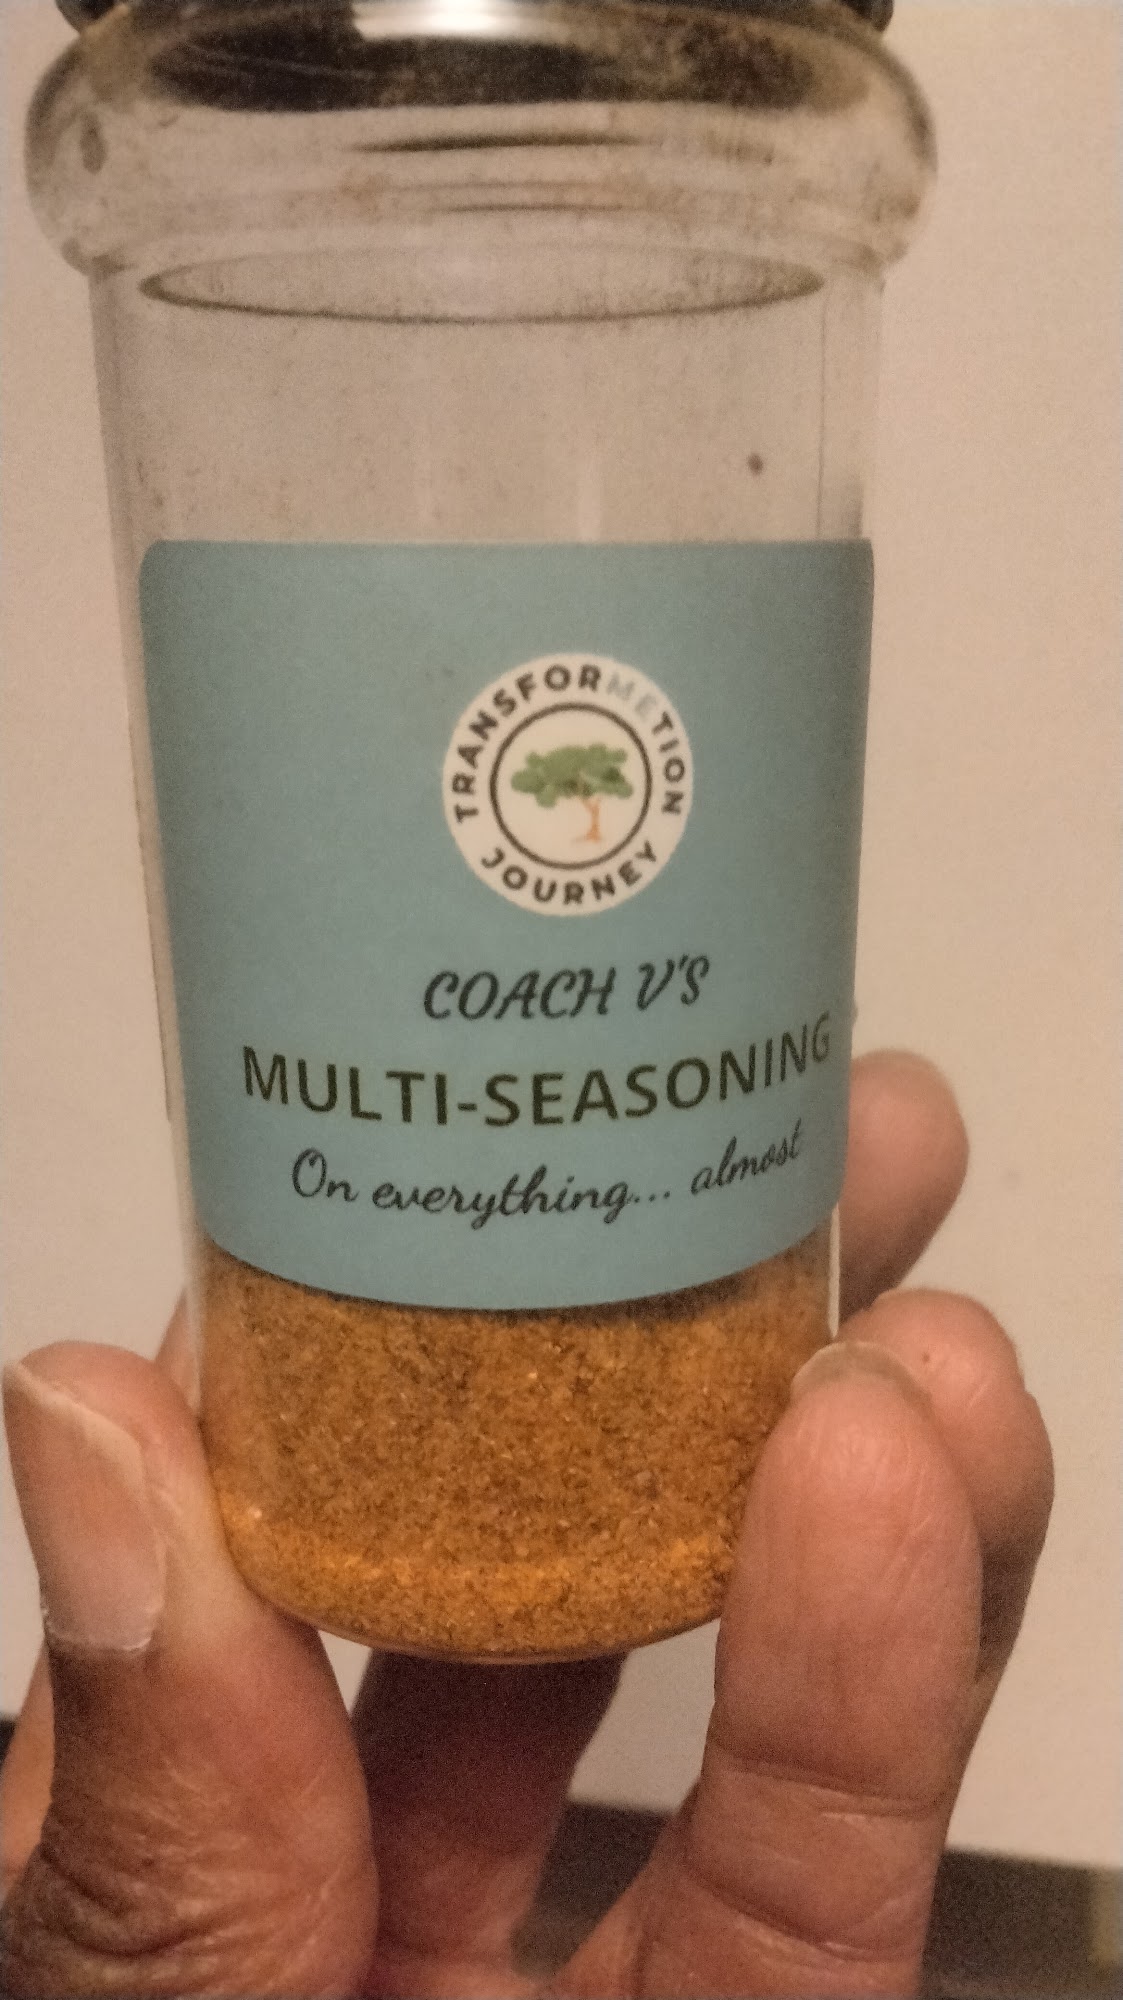 TRANSFORMETION
JOURNEY
COACH V'S
MULTI-SEASONING
On everything... almost